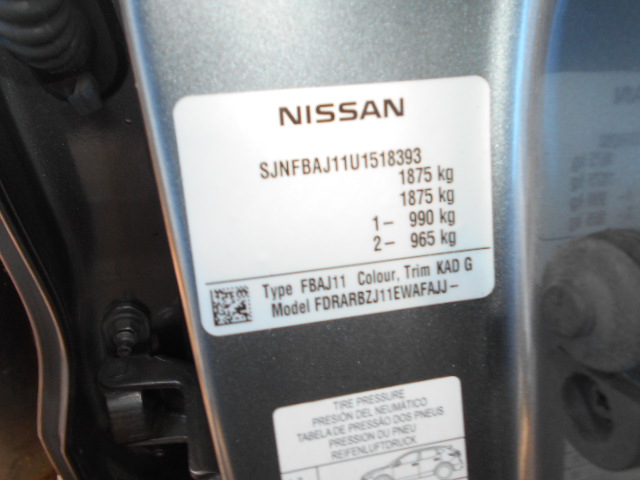 NISSAN
SJNFBAJ11U1518393
1875 kg
1875 kg
1– 990 kg
2– 965 kg
Type FBAJ11 Colour, Trim KAD G
Model FDRARBZJ11EWAFAJJ–
TIRE PRESSURE
PRESIÓN DEL NEUMÁTICO
TABELA DE PRESSÃO DOS PNEUS
PRESSION DU PNEU
REIFENLUFTDRUCK